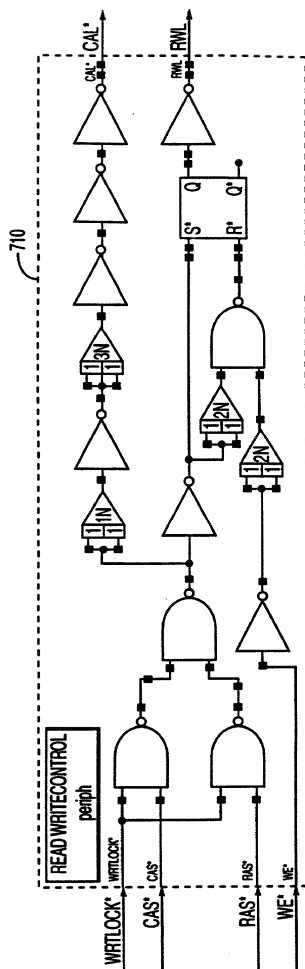 710
READ WRITECONTROL
periph
1
1
1N
1
1
3N
CAL*
CAL*
WRTLOCK*
WRTLOCK*
CAS*
CAS*
RAS*
RAS*
WE*
WE*
1
1
2N
1
1
2N
S*
Q
R*
Q*
RWL
RWL